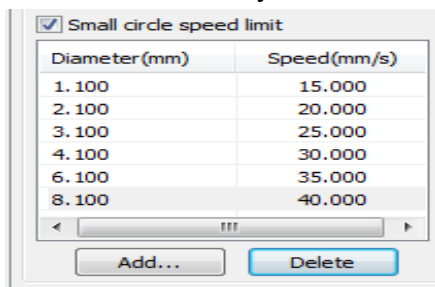 Small circle speed limit
Diameter(mm) Speed(mm/s)
1.100 15.000
2.100 20.000
3.100 25.000
4.100 30.000
6.100 35.000
8.100 40.000
Add... Delete